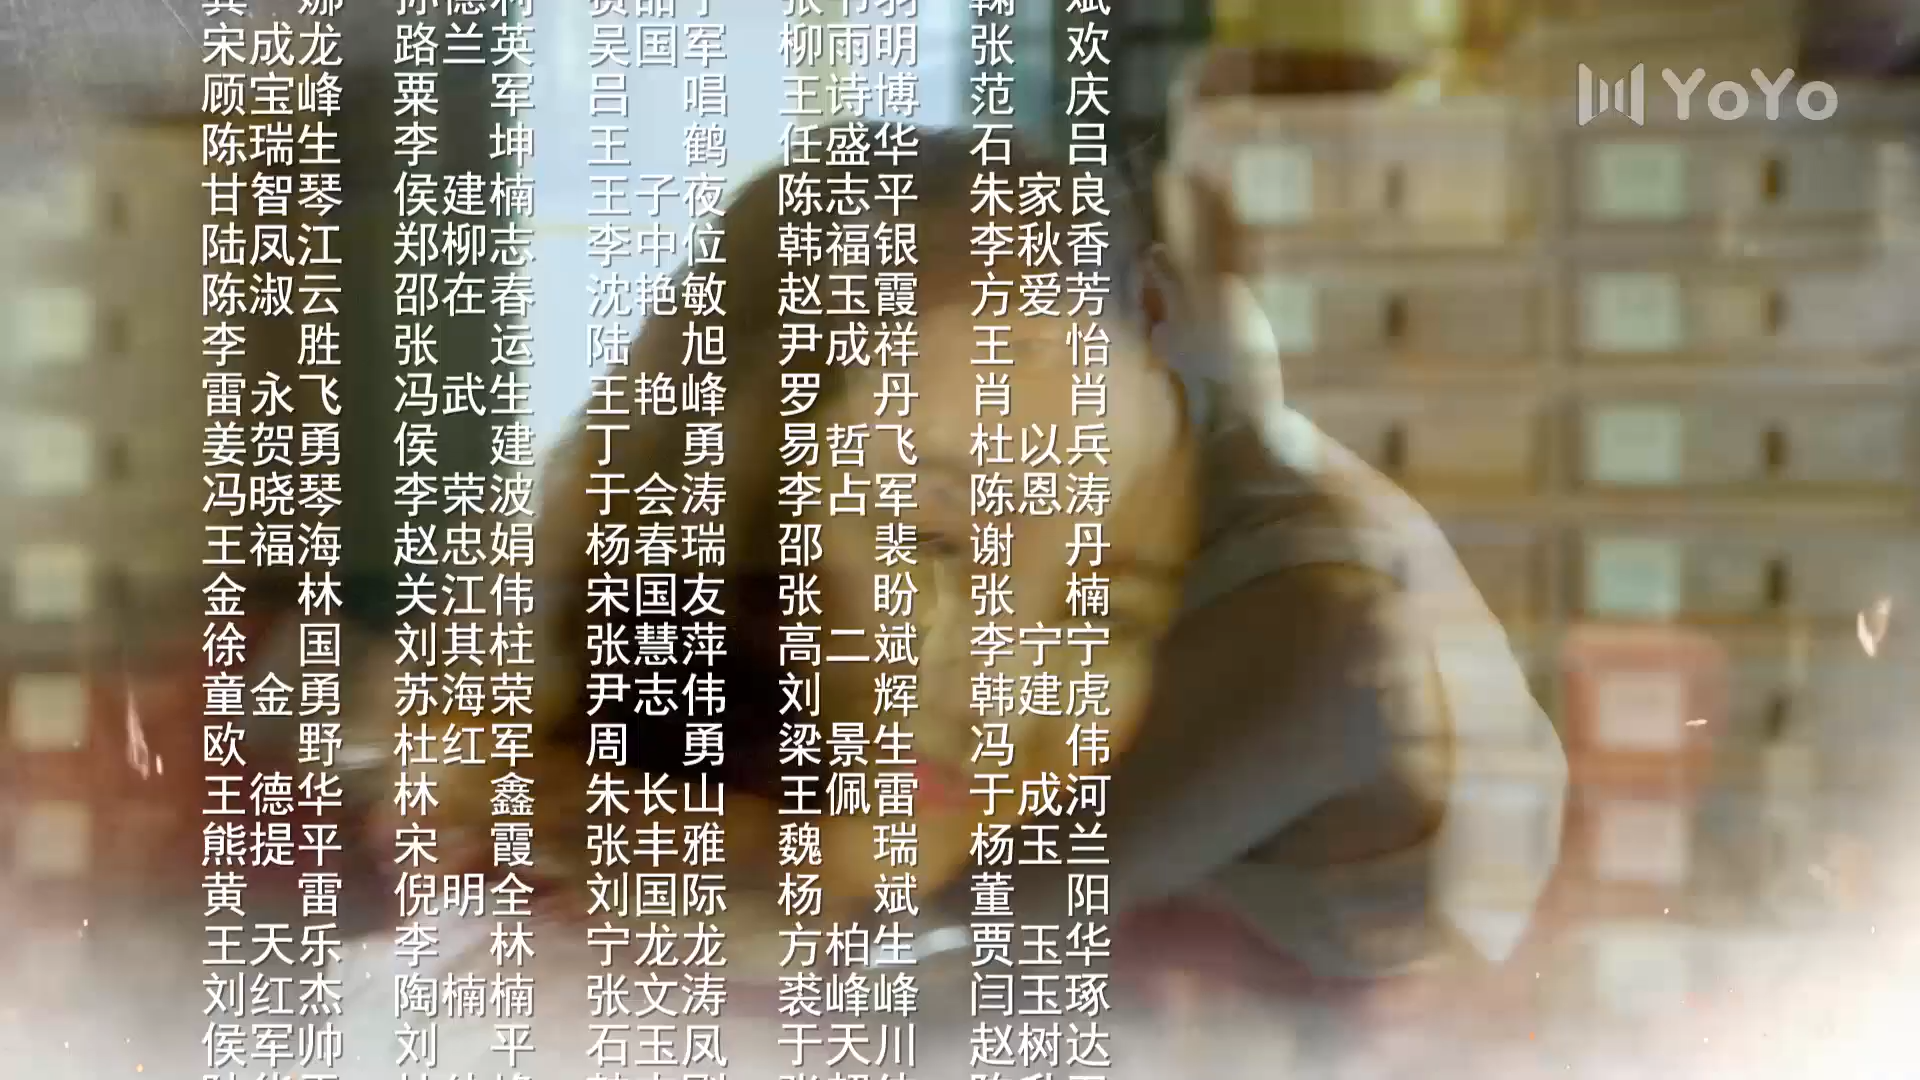 YoYo
宋成龙 路兰英 吴国军 柳雨明 张 欢
顾宝峰 粟 军 吕 唱 王诗博 范 庆
陈瑞生 李 坤 王 鹤 任盛华 石 吕
甘智琴 侯建楠 王子夜 陈志平 朱家良
陆凤江 郑柳志 李中位 韩福银 李秋香
陈淑云 邵在春 沈艳敏 赵玉霞 方爱芳
李 胜 张 运 陆 旭 尹成祥 王 怡
雷永飞 冯武生 王艳峰 罗 丹 肖 肖
姜贺勇 侯 建 丁 勇 易哲飞 杜以兵
冯晓琴 李荣波 于会涛 李占军 陈恩涛
王福海 赵忠娟 杨春瑞 邵 裴 谢 丹
金 林 关江伟 宋国友 张 盼 张 楠
徐 国 刘其柱 张慧萍 高二斌 李宁宁
童金勇 苏海荣 尹志伟 刘 辉 韩建虎
欧 野 杜红军 周 勇 梁景生 冯 伟
王德华 林 鑫 朱长山 王佩雷 于成河
熊提平 宋 霞 张丰雅 魏 瑞 杨玉兰
黄 雷 倪明全 刘国际 杨 斌 董 阳
王天乐 李 林 宁龙龙 方柏生 贾玉华
刘红杰 陶楠楠 张文涛 裘峰峰 闫玉琢
侯军帅 刘 平 石玉凤 于天川 赵树达